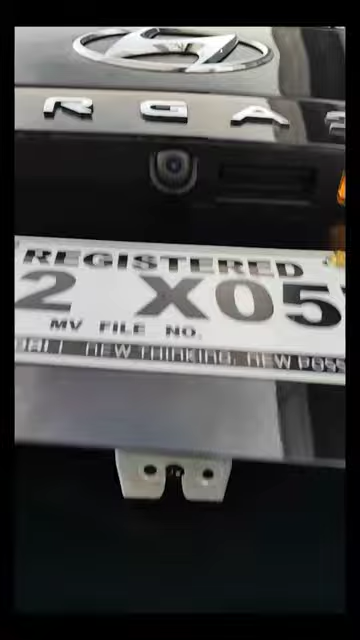 R G A S
REGISTERED
2 X05
MV FILE NO.
NEW THINKING. NEW POSS